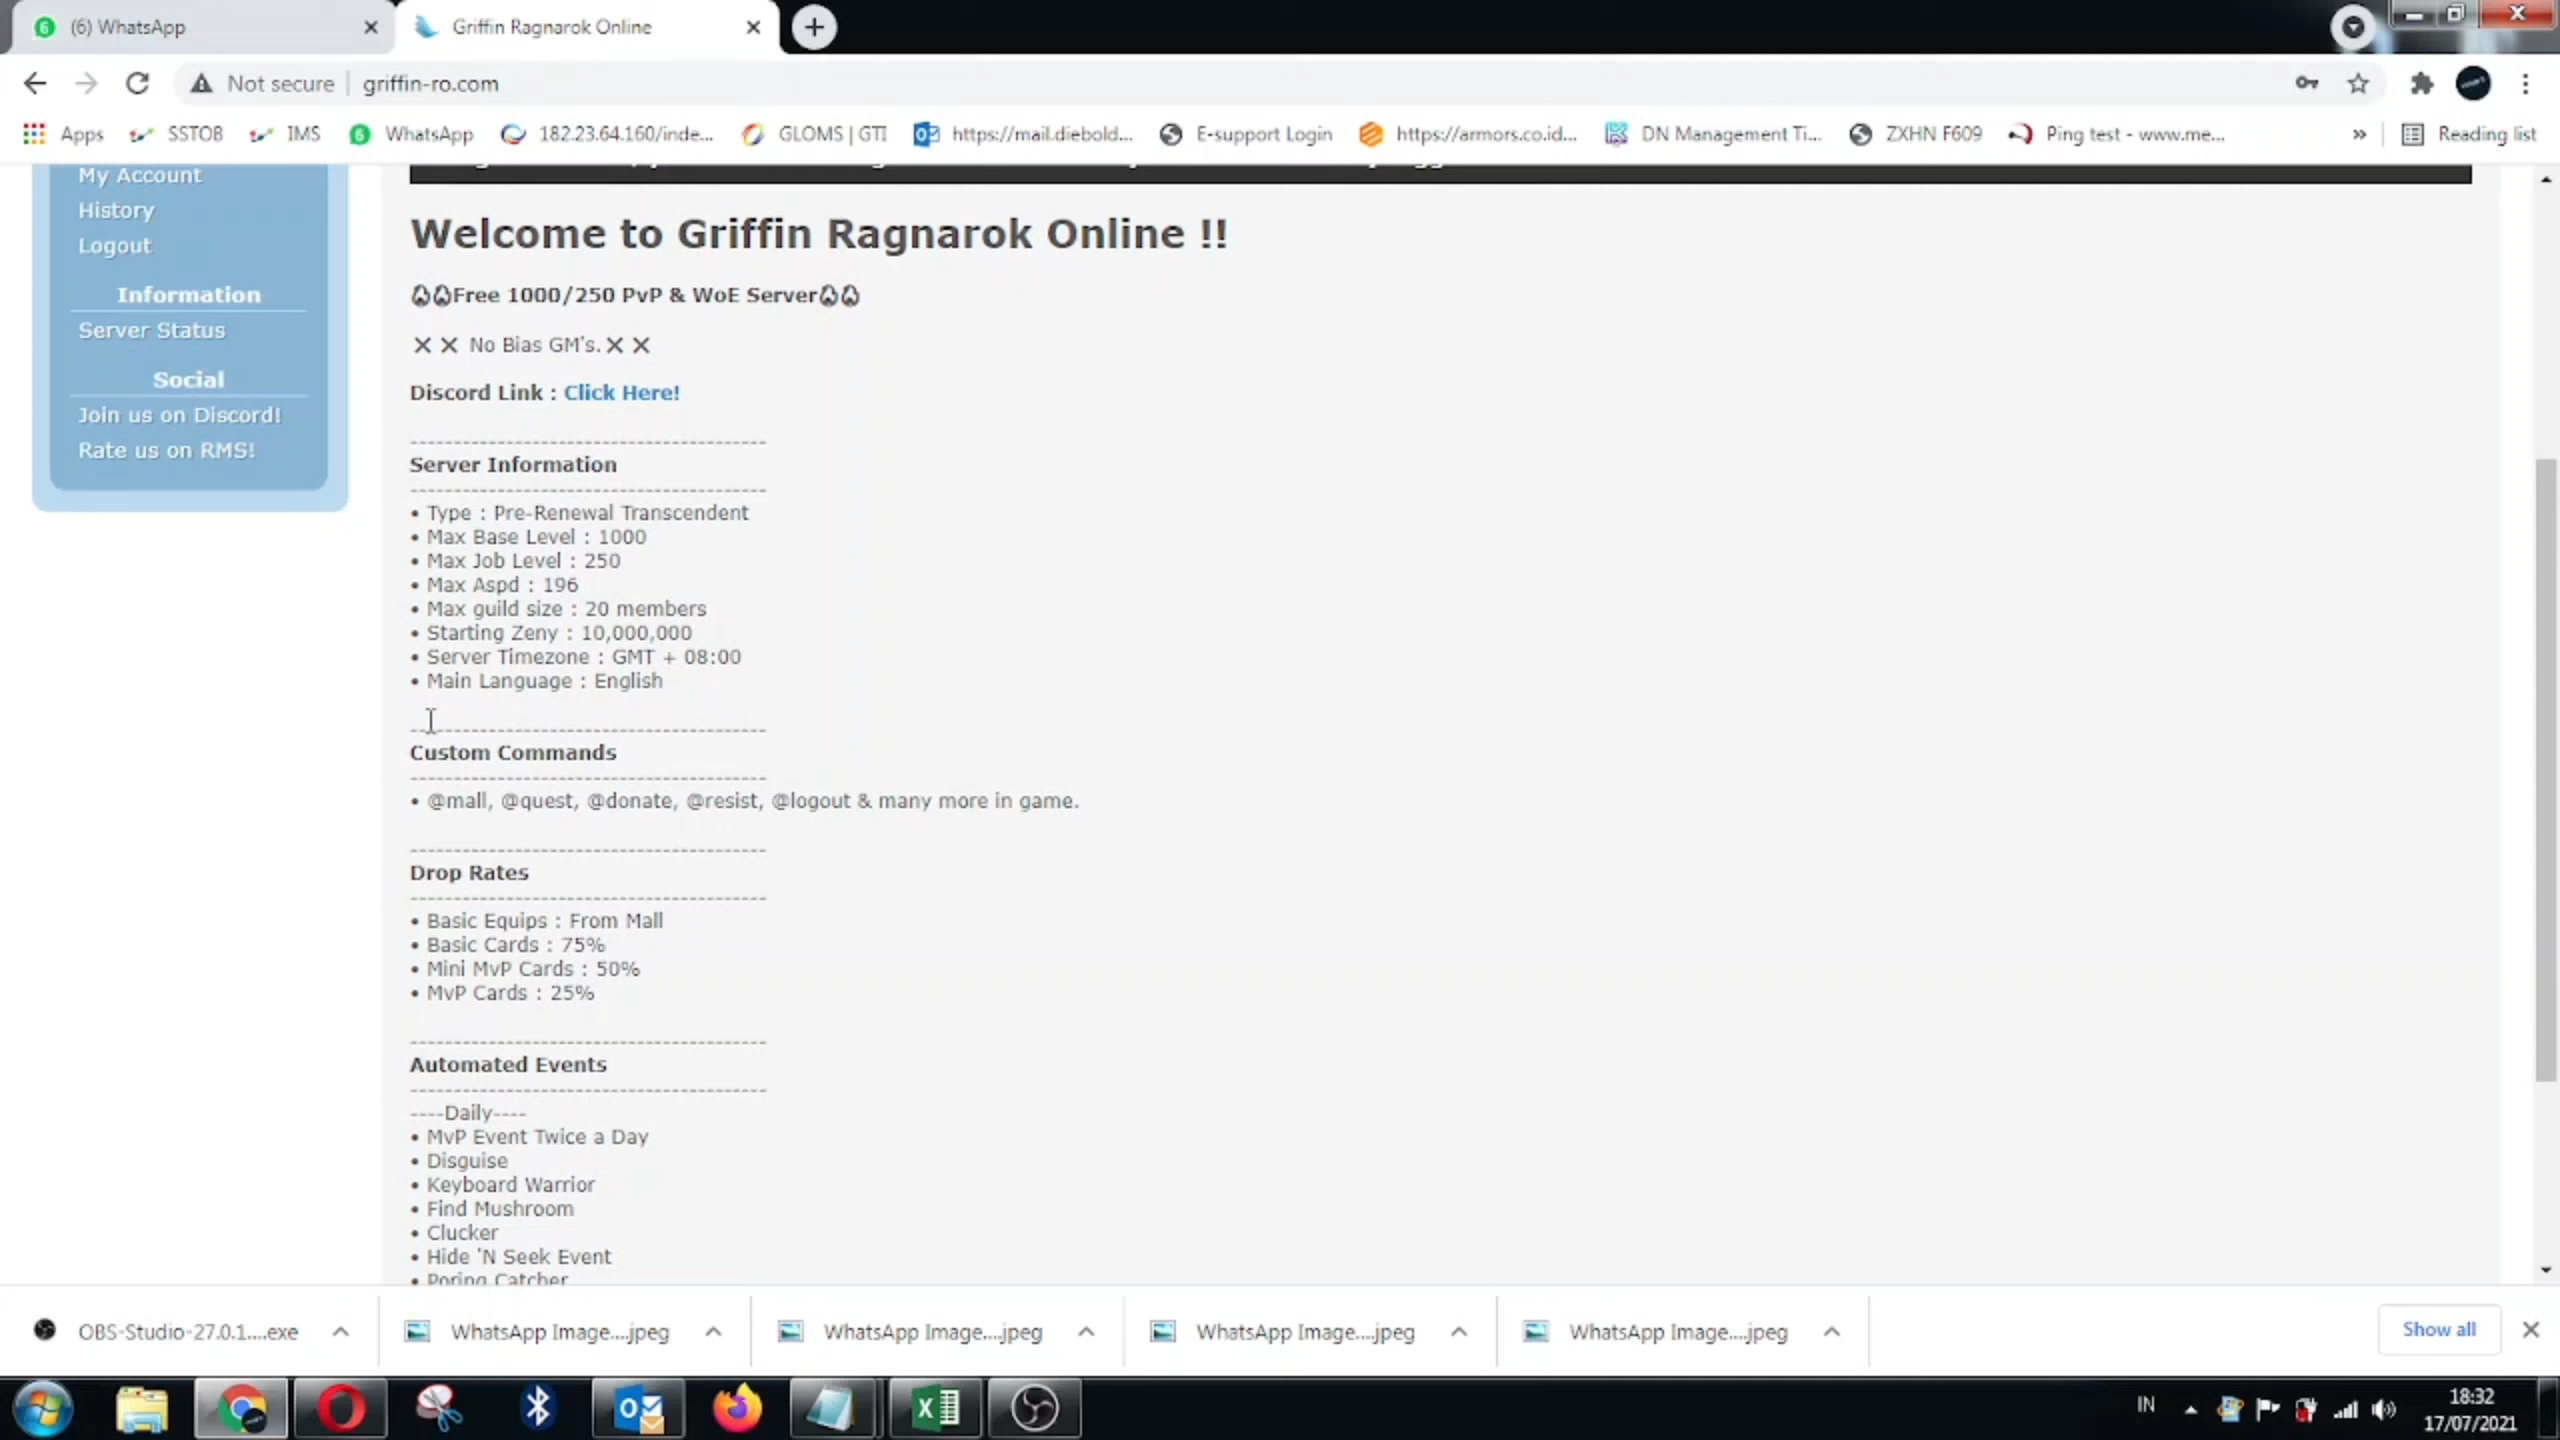 (6) WhatsApp
Griffin Ragnarok Online
Not secure
griffin-ro.com
Apps
SSTOB
IMS
WhatsApp
182.23.64.160/inde...
GLOMS | GTI
https://mail.diebold...
E-support Login
https://armors.co.id...
DN Management Ti...
ZXHN F609
Ping test - www.me...
»
Reading list
My Account
History
Logout
Information
Server Status
Social
Join us on Discord!
Rate us on RMS!
Welcome to Griffin Ragnarok Online !!
Free 1000/250 PvP & WoE Server
No Bias GM's.
Discord Link : Click Here!
----------------------------------------
Server Information
----------------------------------------
• Type : Pre-Renewal Transcendent
• Max Base Level : 1000
• Max Job Level : 250
• Max Aspd : 196
• Max guild size : 20 members
• Starting Zeny : 10,000,000
• Server Timezone : GMT + 08:00
• Main Language : English
----------------------------------------
Custom Commands
----------------------------------------
• @mall, @quest, @donate, @resist, @logout & many more in game.
----------------------------------------
Drop Rates
----------------------------------------
• Basic Equips : From Mall
• Basic Cards : 75%
• Mini MvP Cards : 50%
• MvP Cards : 25%
----------------------------------------
Automated Events
----------------------------------------
----Daily----
• MvP Event Twice a Day
• Disguise
• Keyboard Warrior
• Find Mushroom
• Clucker
• Hide 'N Seek Event
• Poring Catcher
OBS-Studio-27.0.1....exe
WhatsApp Image....jpeg
WhatsApp Image....jpeg
WhatsApp Image....jpeg
WhatsApp Image....jpeg
Show all
IN
18:32
17/07/2021